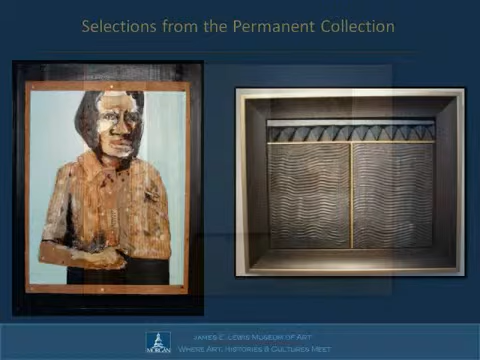 Selections from the Permanent Collection
James E. Lewis Museum of Art
MORGAN
Where Art, Histories & Cultures Meet